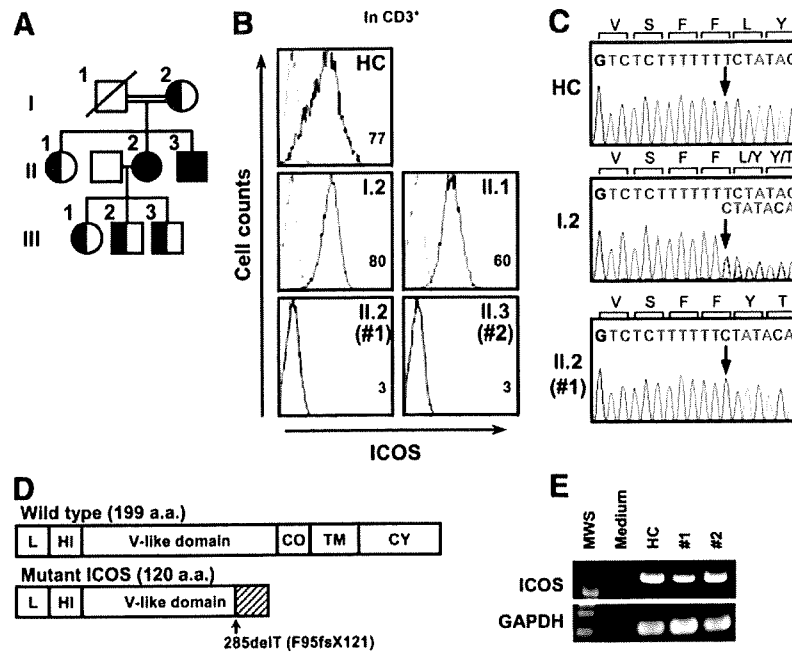 A
1
2
I
1
2
3
II
1
2
3
III
B
In CD3+
Cell counts
HC
77
I.2
80
II.1
60
II.2
(#1)
3
II.3
(#2)
3
ICOS
C
V S F F L Y
GTCTCTTTTTTTCTATAC
HC
V S F F L/Y Y/T
GTCTCTTTTTTTCTATAC
CTATACA
I.2
V S F F Y T
GTCTCTTTTTTCTATACA
II.2
(#1)
D
Wild type (199 a.a.)
L HI V-like domain CO TM CY
Mutant ICOS (120 a.a.)
L HI V-like domain
285delT (F95fsX121)
E
MWS Medium HC #1 #2
ICOS
GAPDH